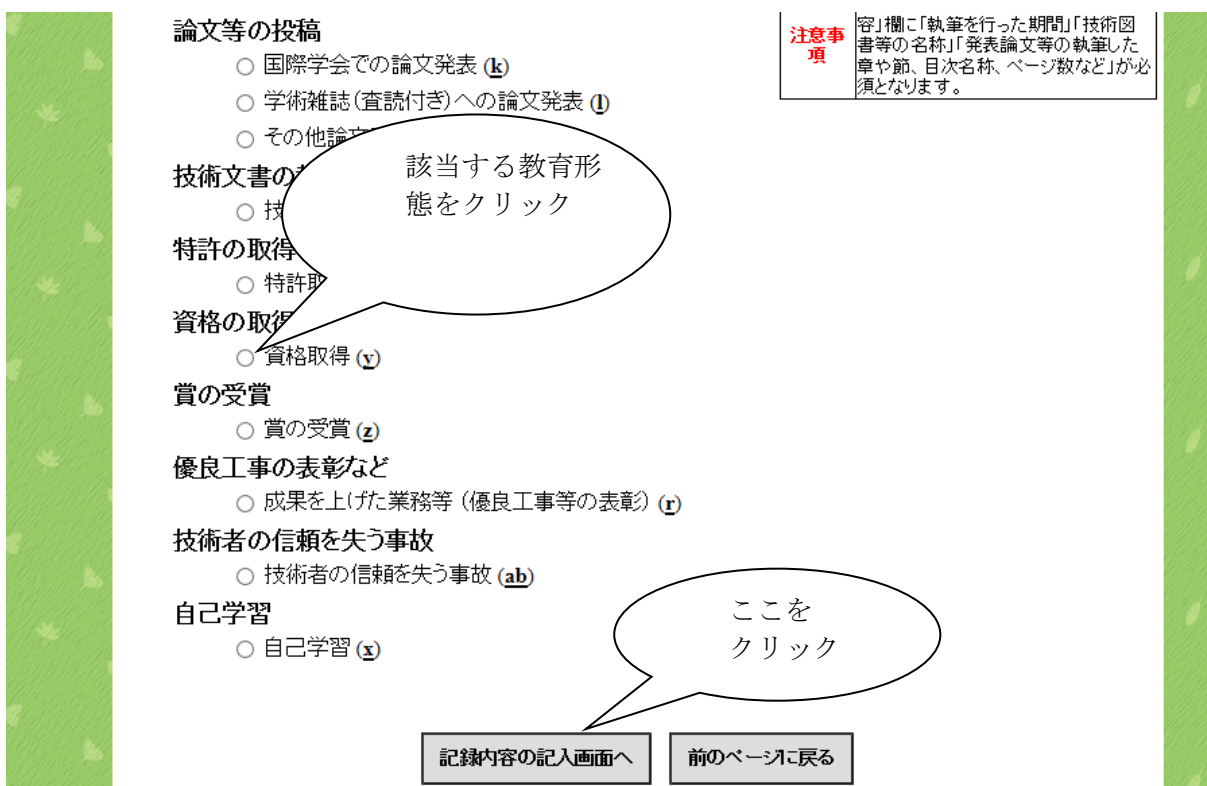 論文等の投稿
○ 国際学会での論文発表 (k)
○ 学術雑誌(査読付き)への論文発表 (l)
○ その他論文
技術文書の
○ 技
特許の取得
○ 特許取
資格の取得
○ 資格取得 (y)
賞の受賞
○ 賞の受賞 (z)
優良工事の表彰など
○ 成果を上げた業務等 (優良工事等の表彰) (r)
技術者の信頼を失う事故
○ 技術者の信頼を失う事故 (ab)
自己学習
○ 自己学習 (x)
注意事
項
容」欄に「執筆を行った期間」「技術図
書等の名称」「発表論文等の執筆した
章や節、目次名称、ページ数など」が必
須となります。
該当する教育形
態をクリック
ここを
クリック
記録内容の記入画面へ
前のページに戻る